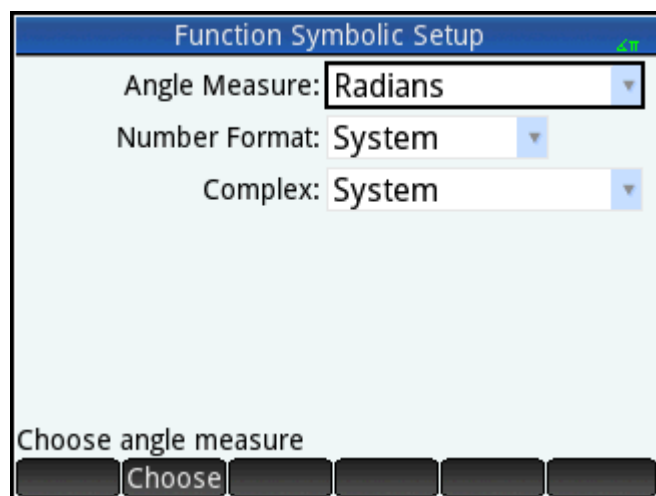 Function Symbolic Setup ∡π
Angle Measure: Radians
Number Format: System
Complex: System
Choose angle measure
Choose